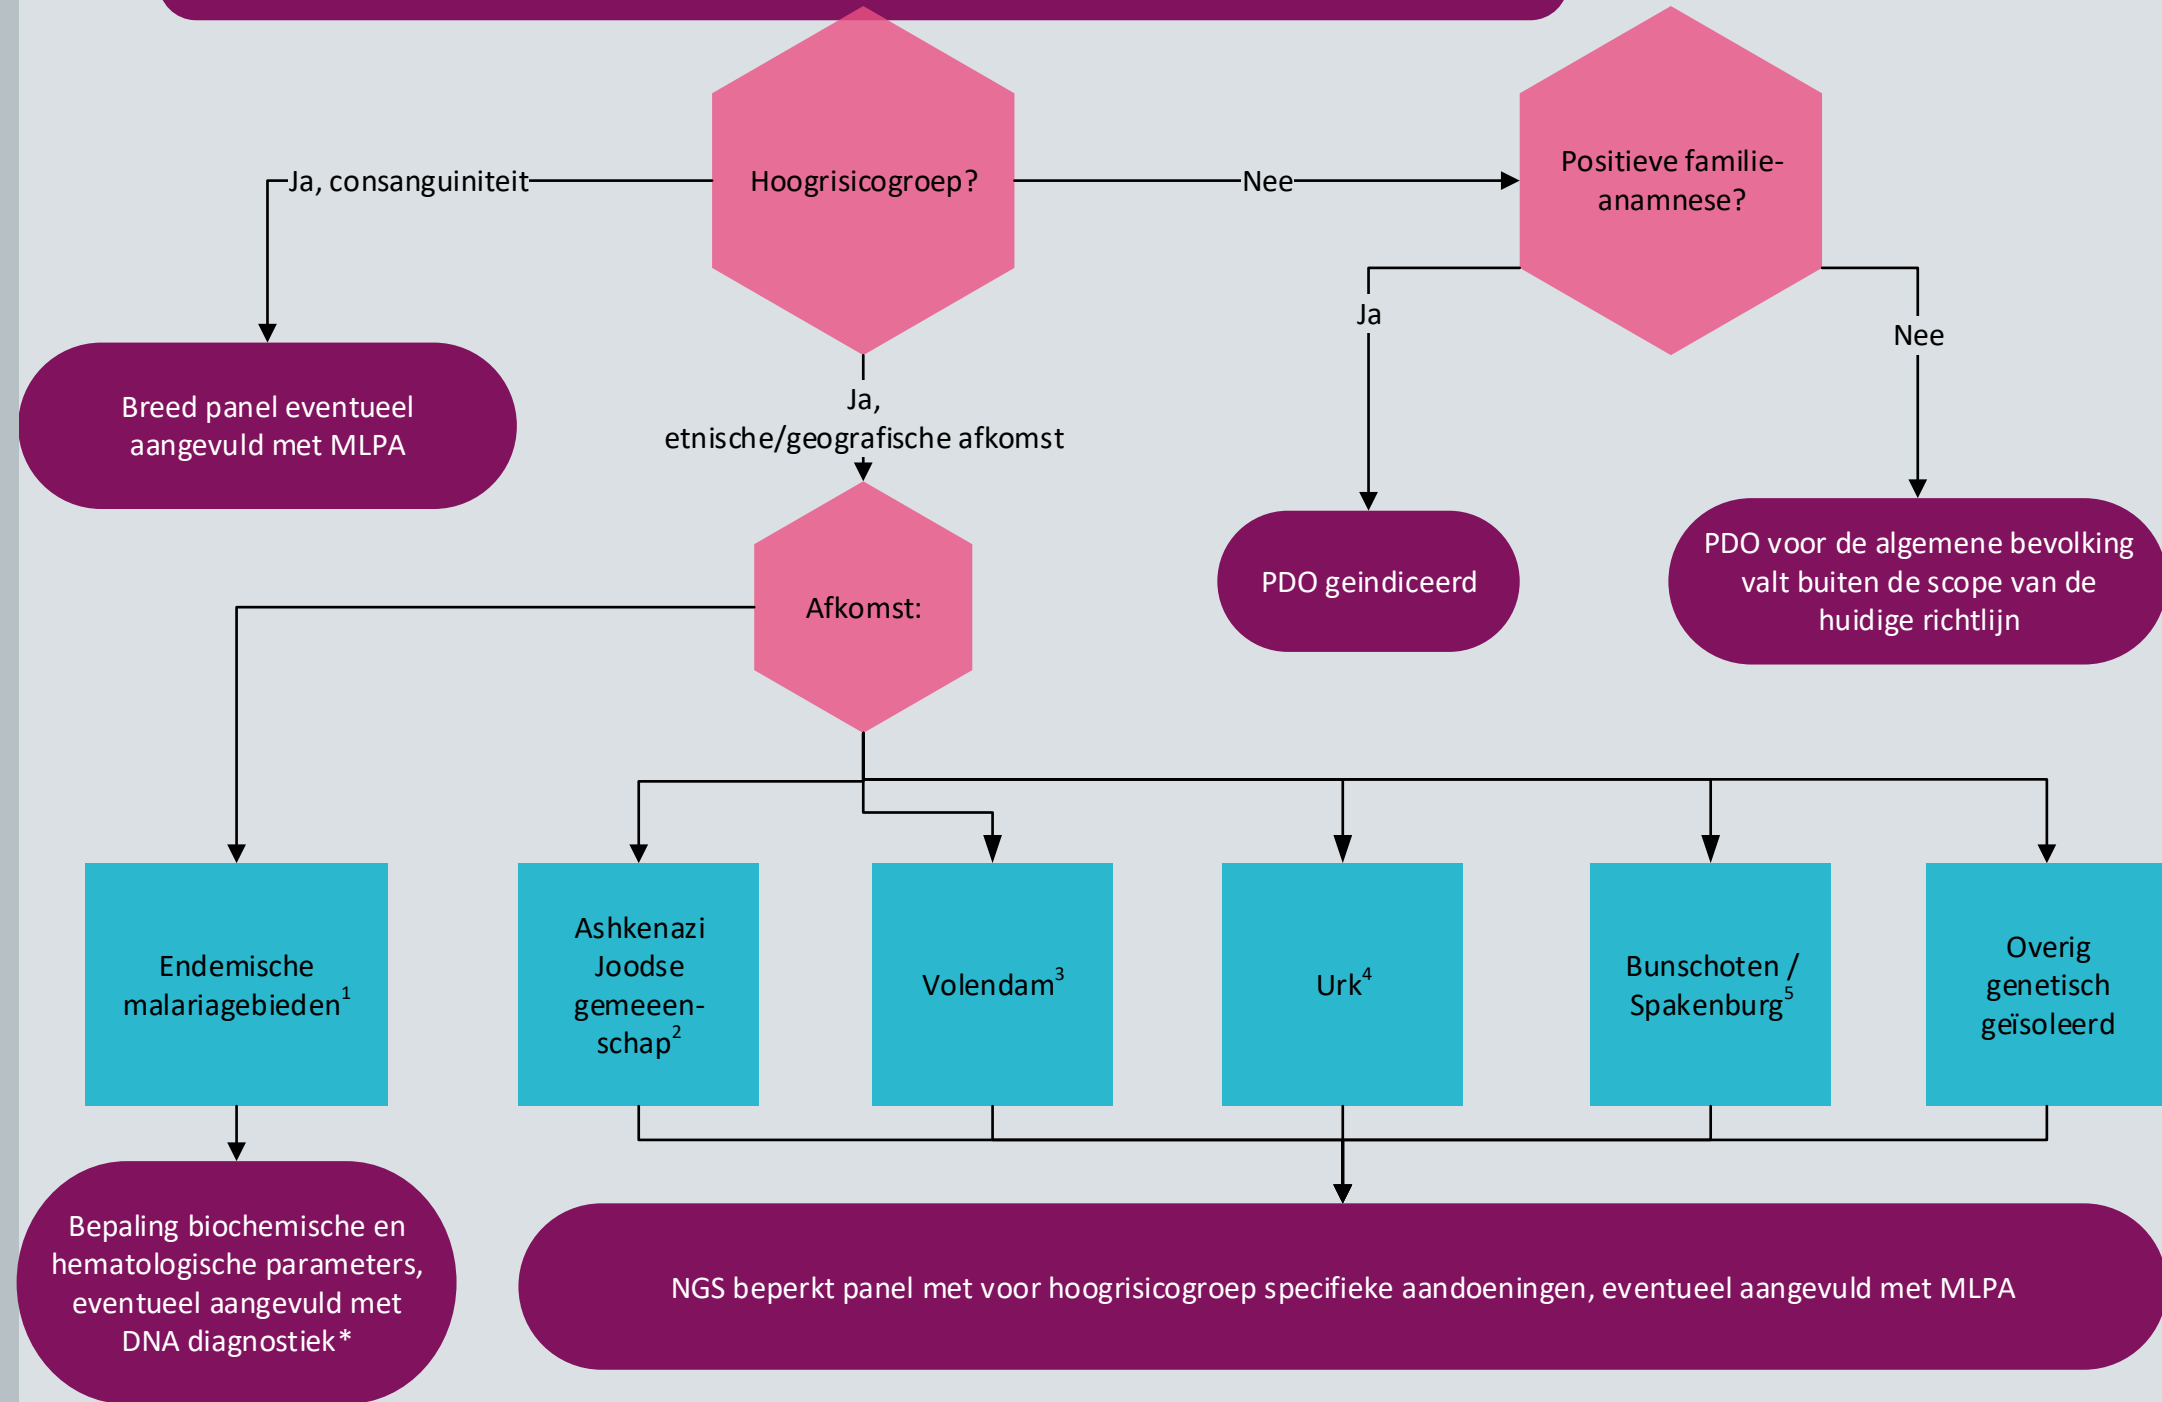 Ja, consanguiniteit
Hoogrisicogroep?
Nee
Positieve familie-
anamnese?
Ja
Nee
Breed panel eventueel
aangevuld met MLPA
Ja,
etnische/geografische afkomst
PDO geindiceerd
PDO voor de algemene bevolking
valt buiten de scope van de
huidige richtlijn
Afkomst:
Endemische
malariagebieden¹
Ashkenazi
Joodse
gemeeen-
schap²
Volendam³
Urk⁴
Bunschoten /
Spakenburg⁵
Overig
genetisch
geïsoleerd
Bepaling biochemische en
hematologische parameters,
eventueel aangevuld met
DNA diagnostiek*
NGS beperkt panel met voor hoogrisicogroep specifieke aandoeningen, eventueel aangevuld met MLPA